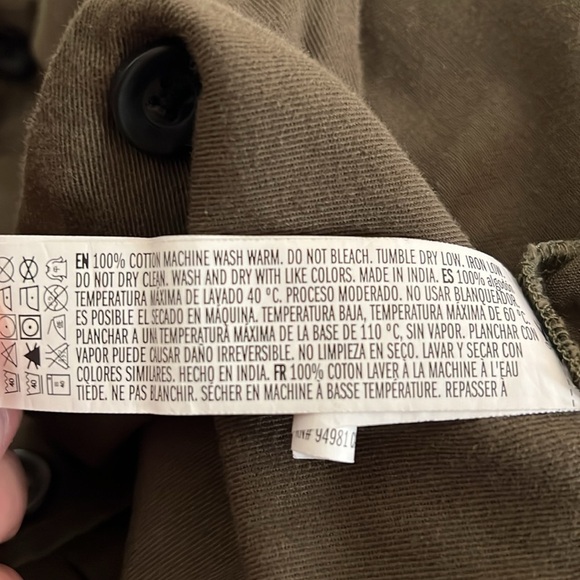 EN 100% COTTON MACHINE WASH WARM. DO NOT BLEACH. TUMBLE DRY LOW. IRON LOW
DO NOT DRY CLEAN. WASH AND DRY WITH LIKE COLORS. MADE IN INDIA. ES 100% algodón
TEMPERATURA MÁXIMA DE LAVADO 40 ºC. PROCESO MODERADO. NO USAR BLANQUEADOR
ES POSIBLE EL SECADO EN MÁQUINA. TEMPERATURA BAJA, TEMPERATURA MÁXIMA DE 60 ºC
PLANCHAR A UN TEMPERATURA MÁXIMA DE LA BASE DE 110 ºC, SIN VAPOR. PLANCHAR CON
VAPOR PUEDE CAUSAR DAÑO IRREVERSIBLE. NO LIMPIEZA EN SECO. LAVAR Y SECAR CON
COLORES SIMILARES. HECHO EN INDIA. FR 100% COTON LAVER À LA MACHINE À L'EAU
TIÈDE. NE PAS BLANCHIR. SÉCHER EN MACHINE À BASSE TEMPÉRATURE. REPASSER À
94981